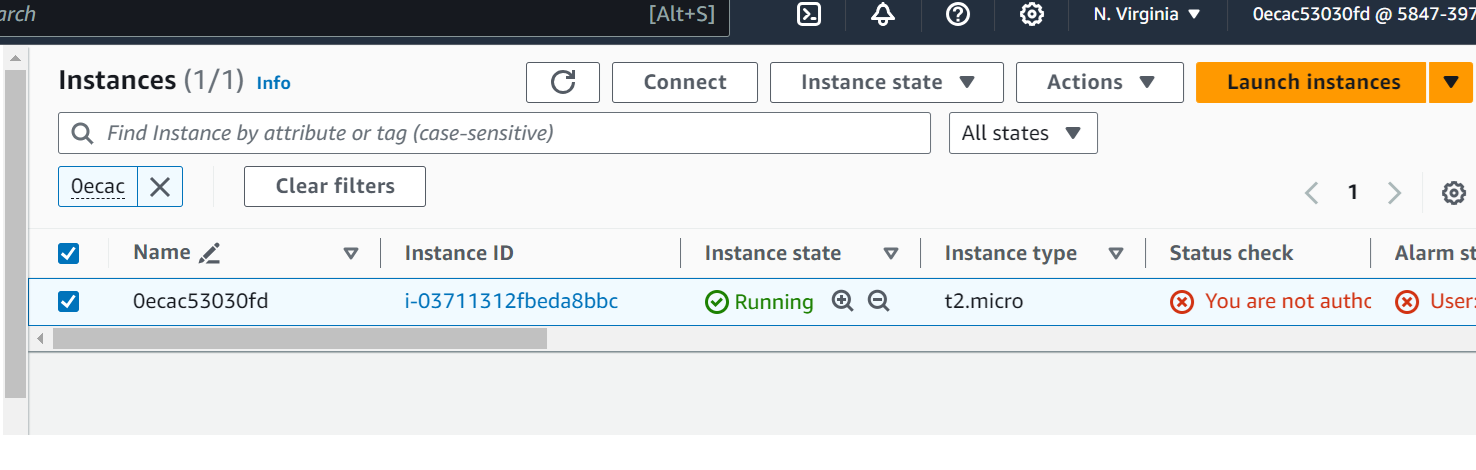 [Alt+S] N. Virginia 0ecac53030fd @ 5847-397
Instances (1/1) Info Connect Instance state Actions Launch instances
Find Instance by attribute or tag (case-sensitive) All states
0ecac Clear filters 1
Name Instance ID Instance state Instance type Status check Alarm st
0ecac53030fd i-03711312fbeda8bbc Running t2.micro You are not autho User: